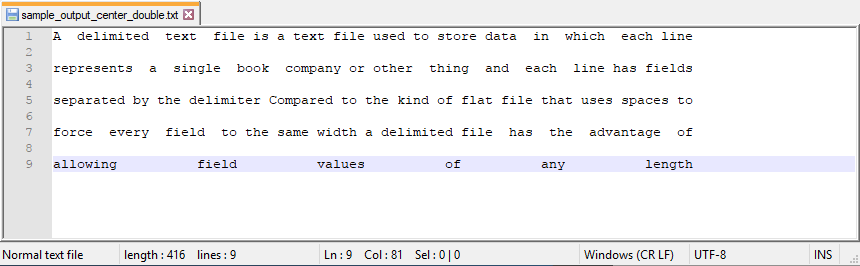 sample_output_center_double.txt
1 A  delimited  text  file is a text file used to store data  in  which  each line
2
3 represents  a  single  book  company or other  thing  and  each  line has fields
4
5 separated by the delimiter Compared to the kind of flat file that uses spaces to
6
7 force  every  field  to the same width a delimited file  has  the  advantage  of
8
9 allowing          field          values          of          any          length
Normal text file length : 416 lines : 9 Ln : 9 Col : 81 Sel : 0 | 0 Windows (CR LF) UTF-8 INS